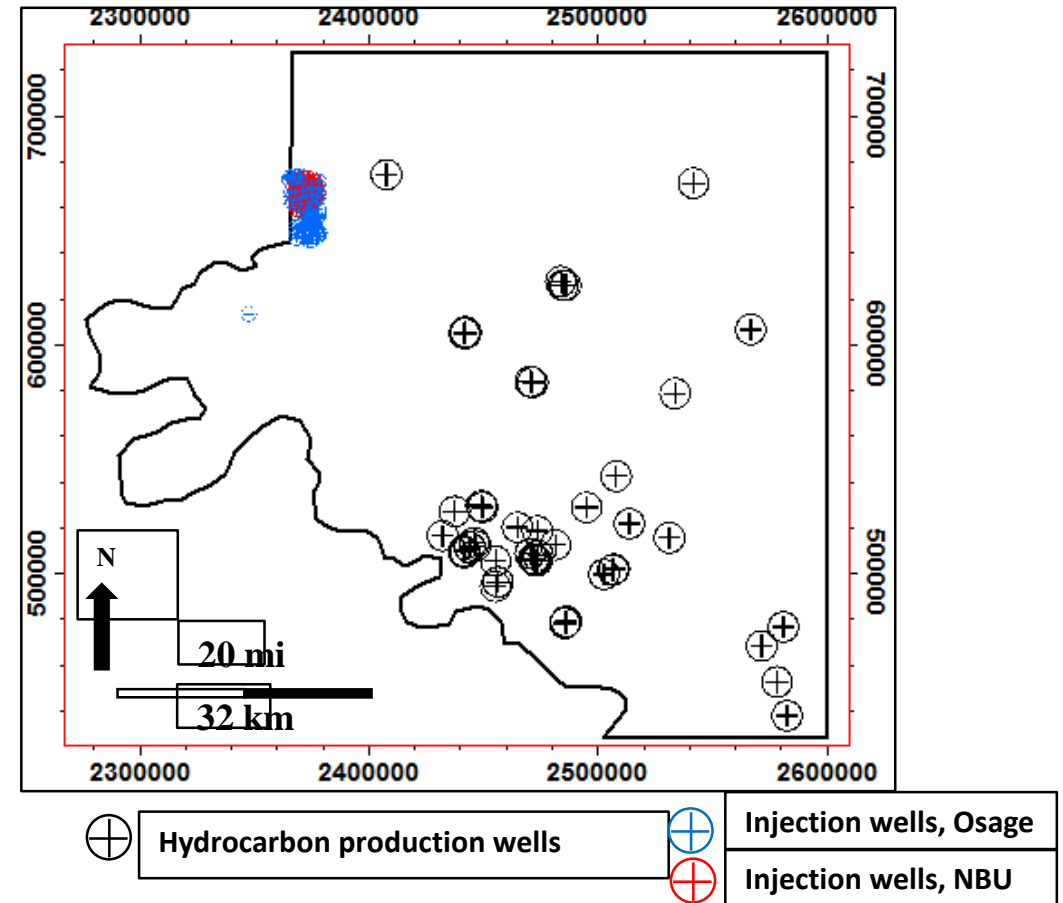 2300000 2400000 2500000 2600000
700000 700000
600000 600000
500000 500000
N
20 mi
32 km
2300000 2400000 2500000 2600000
Hydrocarbon production wells
Injection wells, Osage
Injection wells, NBU